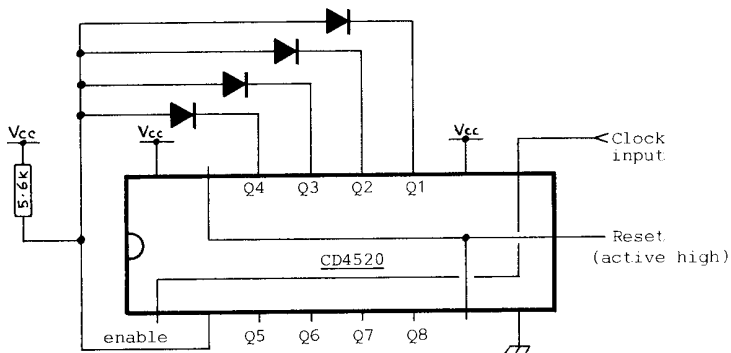 Vcc
Vcc
Vcc
Clock
input
5.6K
Q4 Q3 Q2 Q1
Reset
(active high)
CD4520
enable
Q5 Q6 Q7 Q8